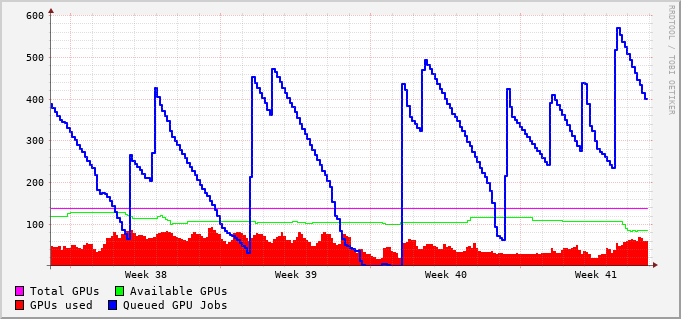 600
500
400
300
200
100
Week 38 Week 39 Week 40 Week 41
Total GPUs Available GPUs
GPUs used Queued GPU Jobs
RRDTOOL / TOBI OETIKER